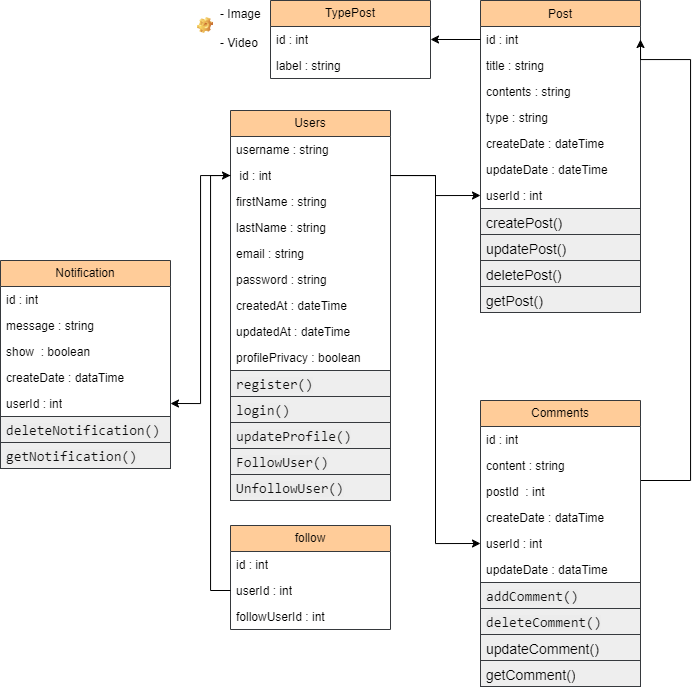 - Image
- Video
TypePost
id : int
label : string
Post
id : int
title : string
contents : string
type : string
createDate : dateTime
updateDate : dateTime
userId : int
createPost()
updatePost()
deletePost()
getPost()
Users
username : string
id : int
firstName : string
lastName : string
email : string
password : string
createdAt : dateTime
updatedAt : dateTime
profilePrivacy : boolean
register()
login()
updateProfile()
FollowUser()
UnfollowUser()
Notification
id : int
message : string
show  : boolean
createDate : dataTime
userId : int
deleteNotification()
getNotification()
Comments
id : int
content : string
postId  : int
createDate : dataTime
userId : int
updateDate : dataTime
addComment()
deleteComment()
updateComment()
getComment()
follow
id : int
userId : int
followUserId : int